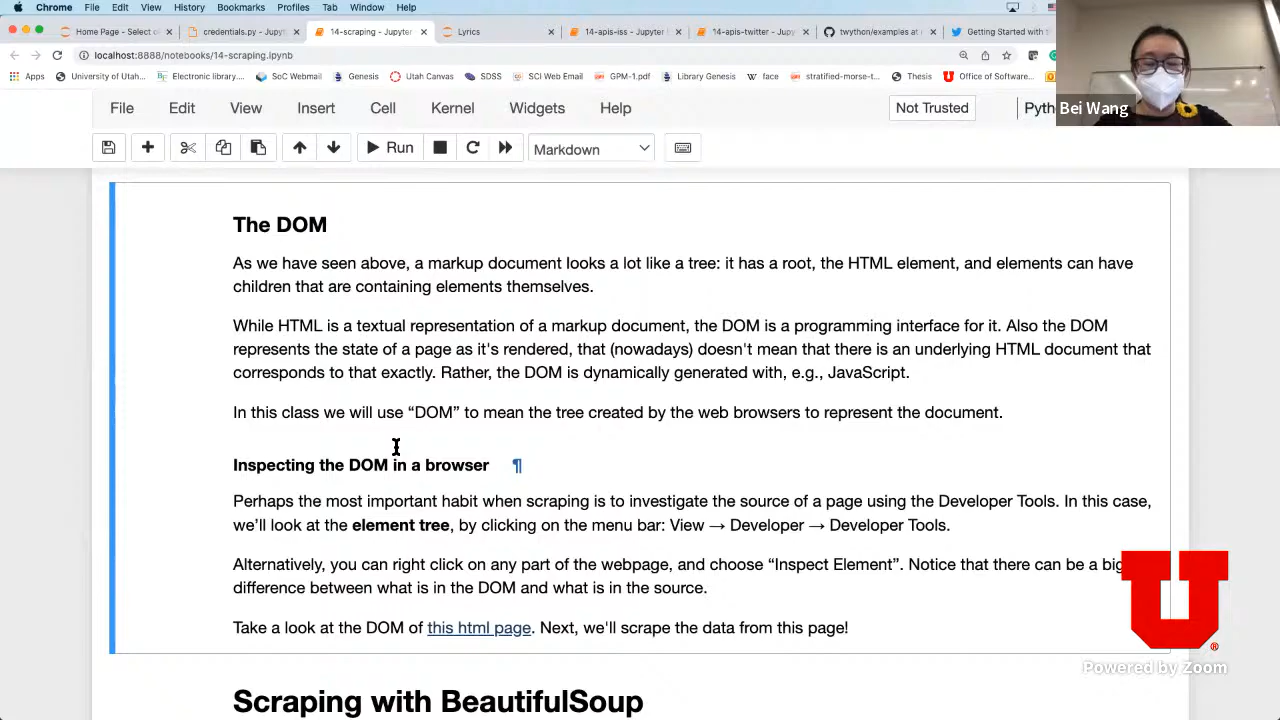 Chrome File Edit View History Bookmarks Profiles Tab Window Help
Home Page - Select o credentials.py - Jupyter 14-scraping - Jupyter Lyrics 14-apis-iss - Jupyter 14-apis-twitter - Jupyter twython/examples at Getting Started with
localhost:8888/notebooks/14-scraping.ipynb
Apps University of Utah... Electronic library... SoC Webmail Genesis Utah Canvas SDSS SCI Web Email GPM-1.pdf Library Genesis face stratified-morse-t... Thesis Office of Software...
File Edit View Insert Cell Kernel Widgets Help Not Trusted Pyth
Bei Wang
Run Markdown
The DOM
As we have seen above, a markup document looks a lot like a tree: it has a root, the HTML element, and elements can have
children that are containing elements themselves.
While HTML is a textual representation of a markup document, the DOM is a programming interface for it. Also the DOM
represents the state of a page as it's rendered, that (nowadays) doesn't mean that there is an underlying HTML document that
corresponds to that exactly. Rather, the DOM is dynamically generated with, e.g., JavaScript.
In this class we will use “DOM” to mean the tree created by the web browsers to represent the document.
Inspecting the DOM in a browser ¶
Perhaps the most important habit when scraping is to investigate the source of a page using the Developer Tools. In this case,
we’ll look at the element tree, by clicking on the menu bar: View → Developer → Developer Tools.
Alternatively, you can right click on any part of the webpage, and choose “Inspect Element”. Notice that there can be a big
difference between what is in the DOM and what is in the source.
Take a look at the DOM of this html page. Next, we'll scrape the data from this page!
U®
Powered by Zoom
Scraping with BeautifulSoup